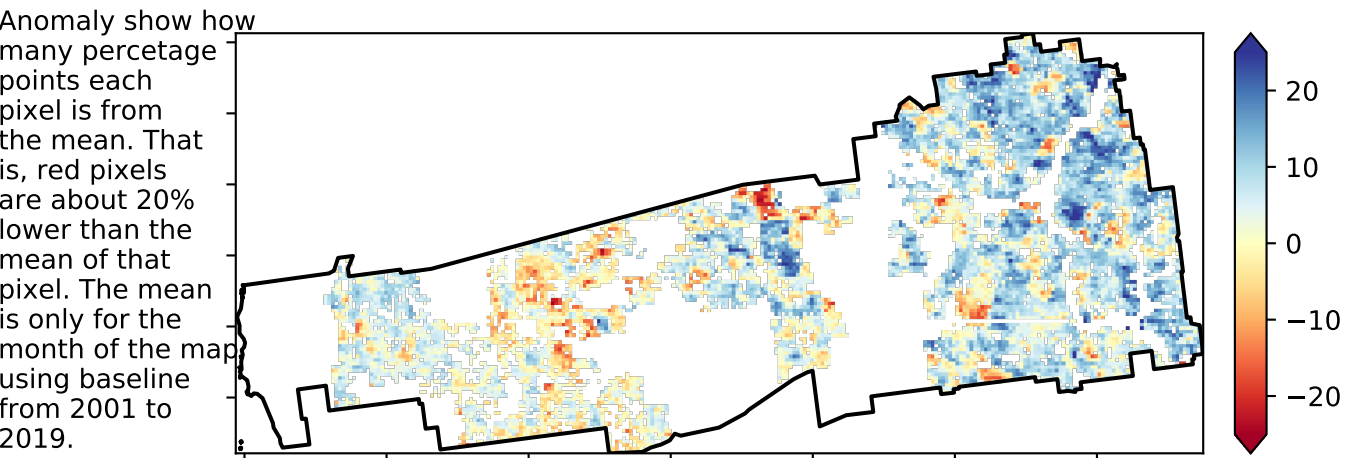 Anomaly show how
many percetage
points each
pixel is from
the mean. That
is, red pixels
are about 20%
lower than the
mean of that
pixel. The mean
is only for the
month of the map
using baseline
from 2001 to
2019.
20
10
0
−10
−20